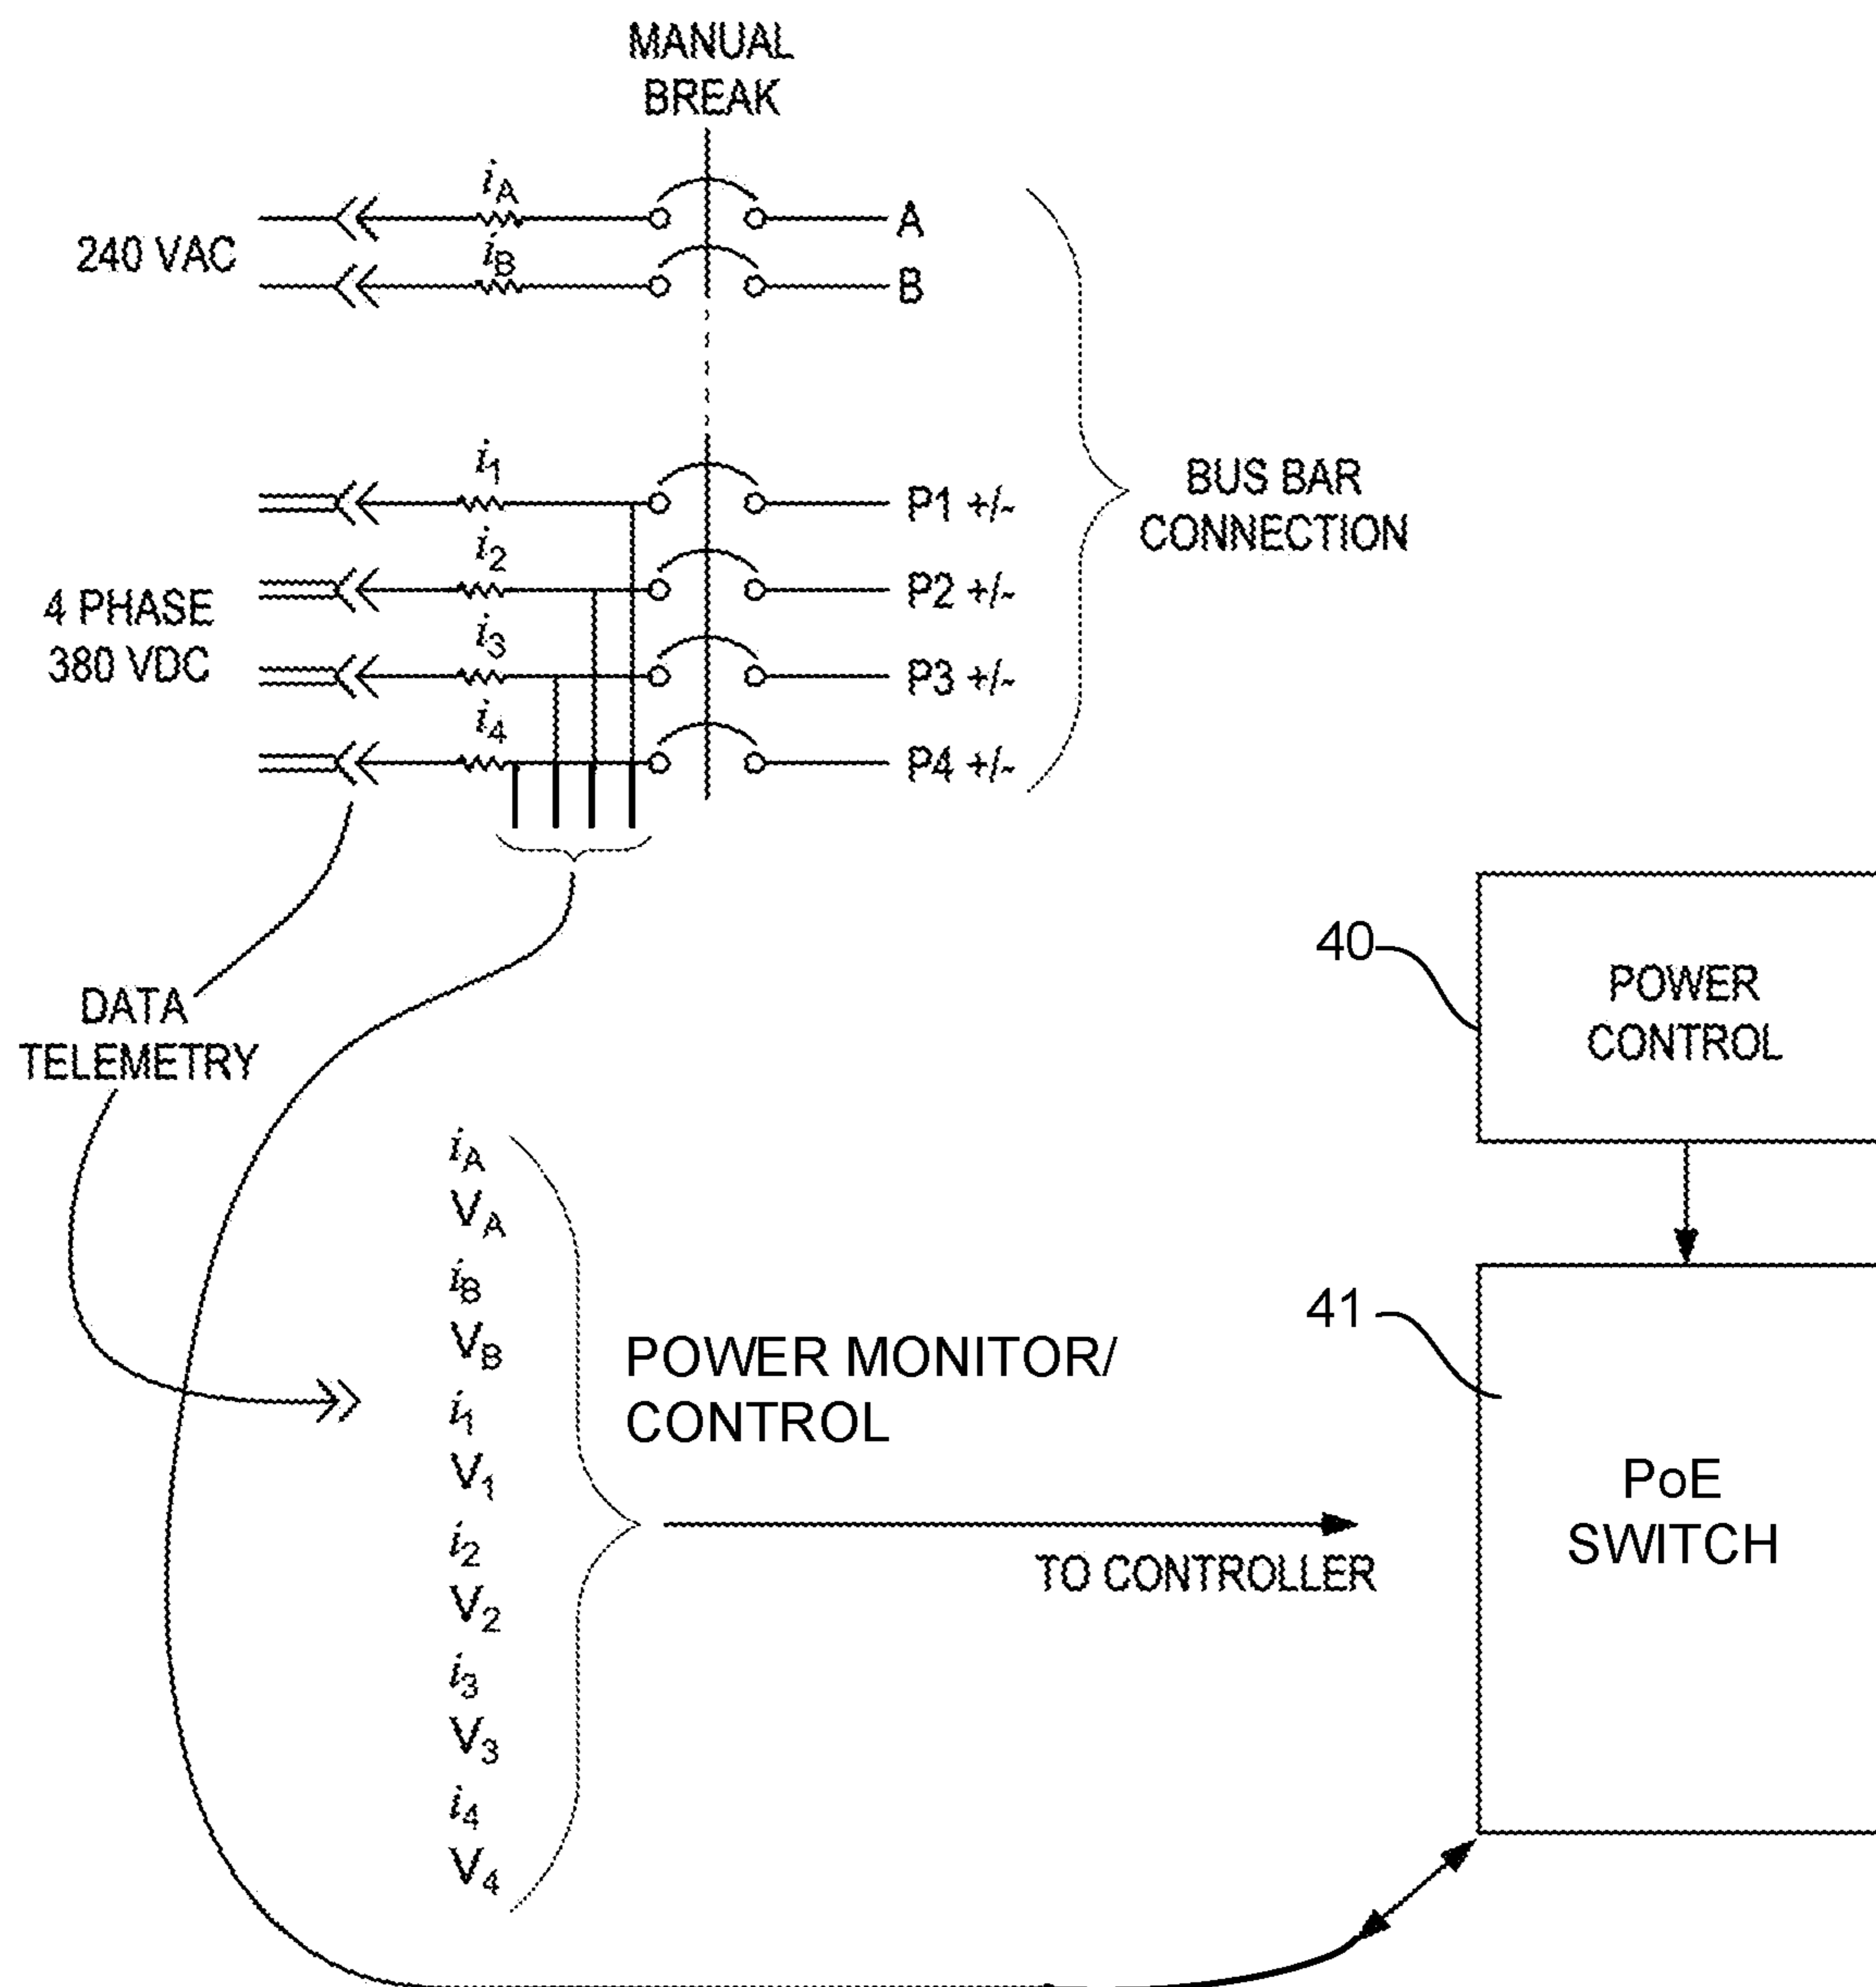 MANUAL
BREAK
iA
240 VAC
A
iB
B
i1
P1 +/-
BUS BAR
CONNECTION
i2
P2 +/-
4 PHASE
380 VDC
i3
P3 +/-
i4
P4 +/-
40
POWER
CONTROL
DATA
TELEMETRY
iA
VA
iB
VB
i1
V1
i2
V2
i3
V3
i4
V4
POWER MONITOR/
CONTROL
TO CONTROLLER
41
PoE
SWITCH